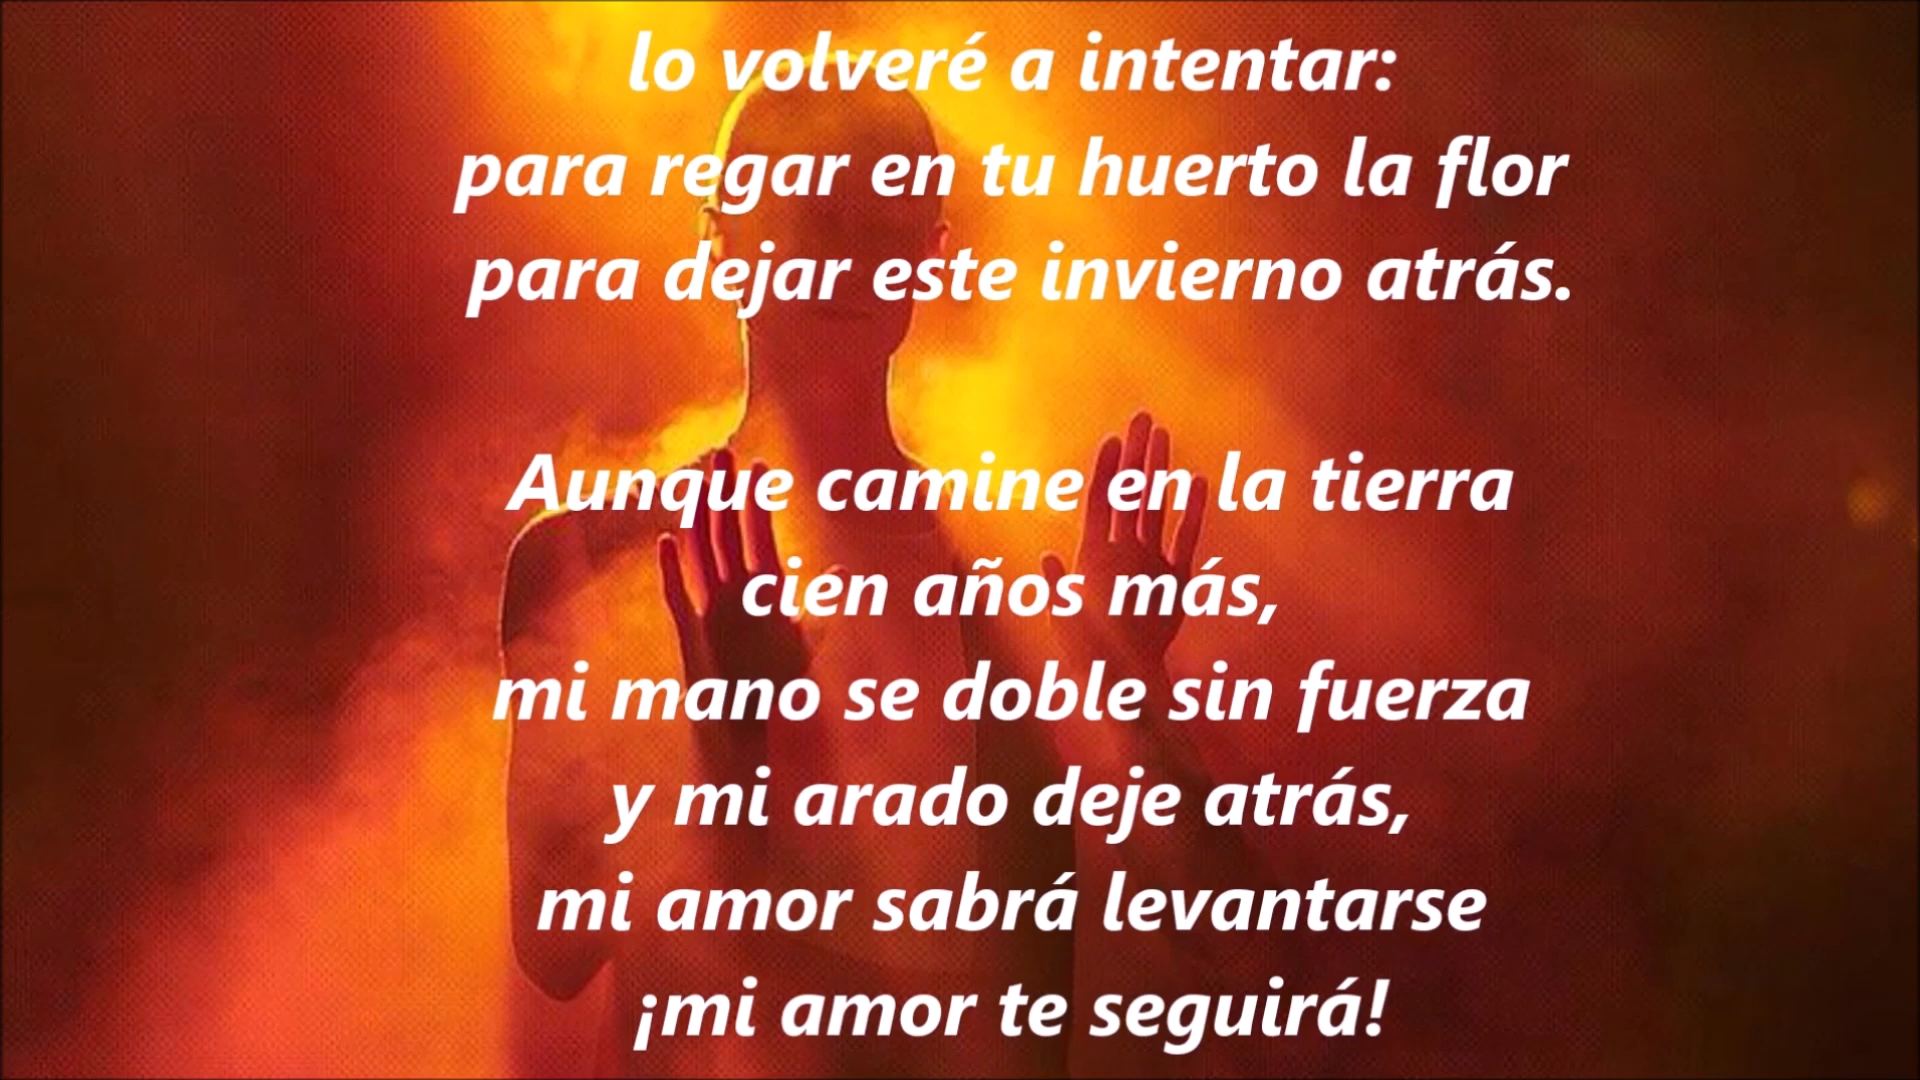 lo volveré a intentar:
para regar en tu huerto la flor
para dejar este invierno atrás.
Aunque camine en la tierra
cien años más,
mi mano se doble sin fuerza
y mi arado deje atrás,
mi amor sabrá levantarse
¡mi amor te seguirá!